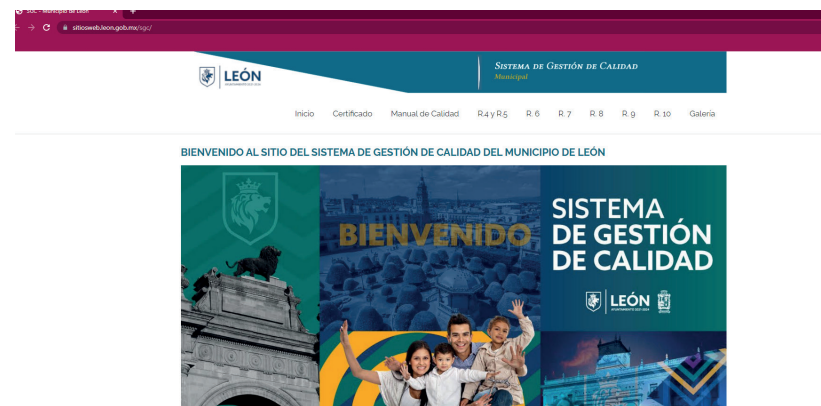 SGC – Municipio de León
sitiosweb.leon.gob.mx/sgc/
LEÓN
SISTEMA DE GESTIÓN DE CALIDAD
Municipal
Inicio Certificado Manual de Calidad R.4 y R.5 R. 6 R. 7 R. 8 R. 9 R. 10 Galería
BIENVENIDO AL SITIO DEL SISTEMA DE GESTIÓN DE CALIDAD DEL MUNICIPIO DE LEÓN
BIENVENIDO
SISTEMA
DE GESTIÓN
DE CALIDAD
LEÓN